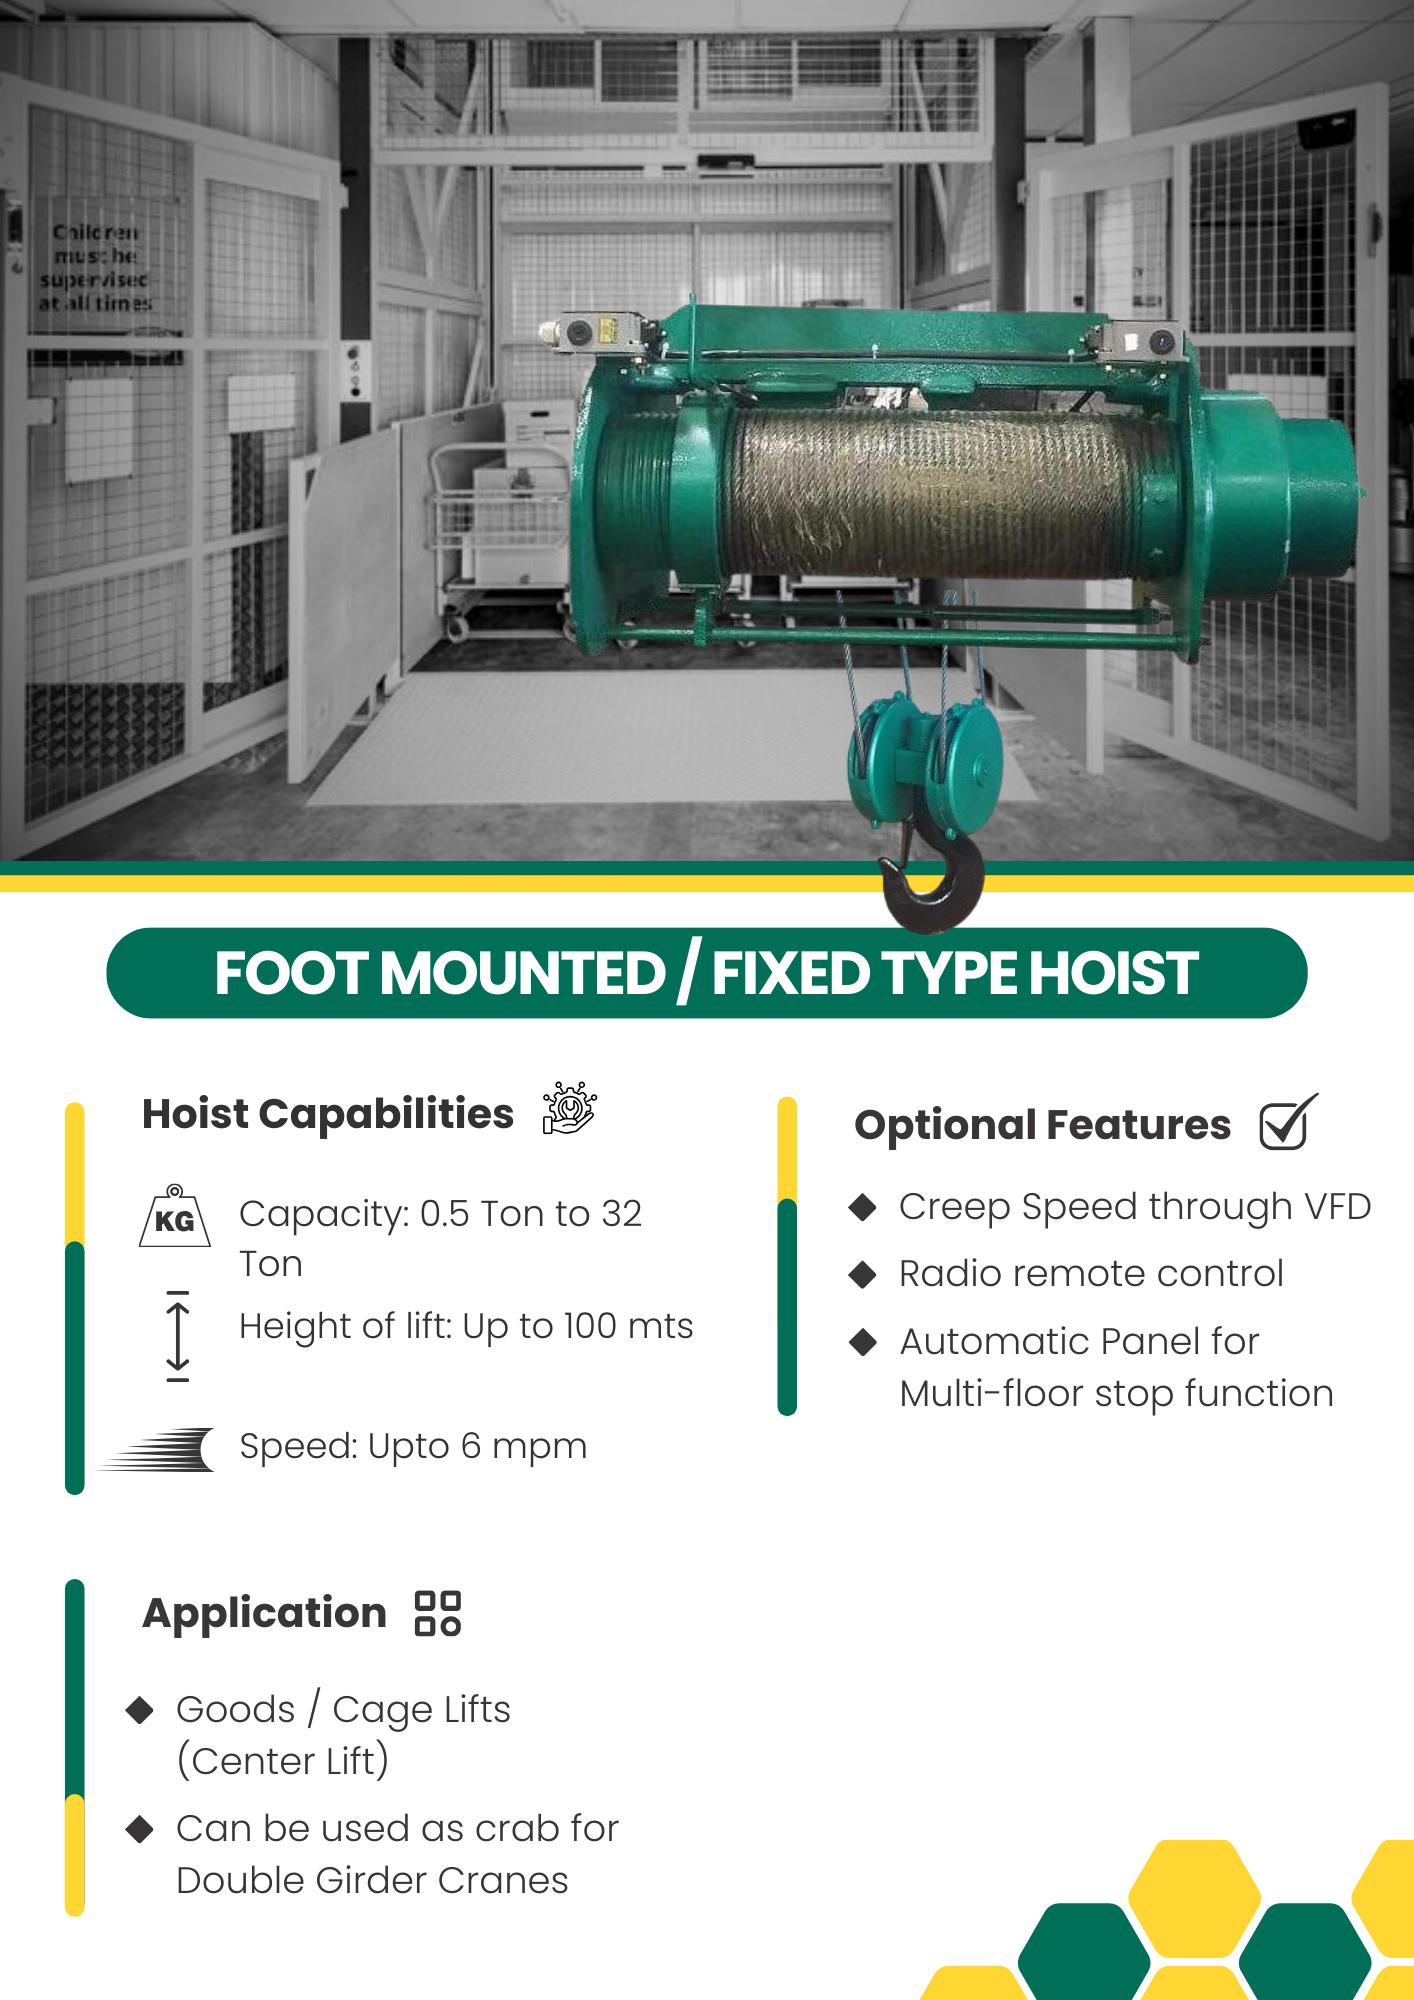 Children
must be
supervised
at all times
FOOT MOUNTED / FIXED TYPE HOIST
Hoist Capabilities
KG
Capacity: 0.5 Ton to 32
Ton
Height of lift: Up to 100 mts
Speed: Upto 6 mpm
Optional Features
Creep Speed through VFD
Radio remote control
Automatic Panel for
Multi-floor stop function
Application
Goods / Cage Lifts
(Center Lift)
Can be used as crab for
Double Girder Cranes